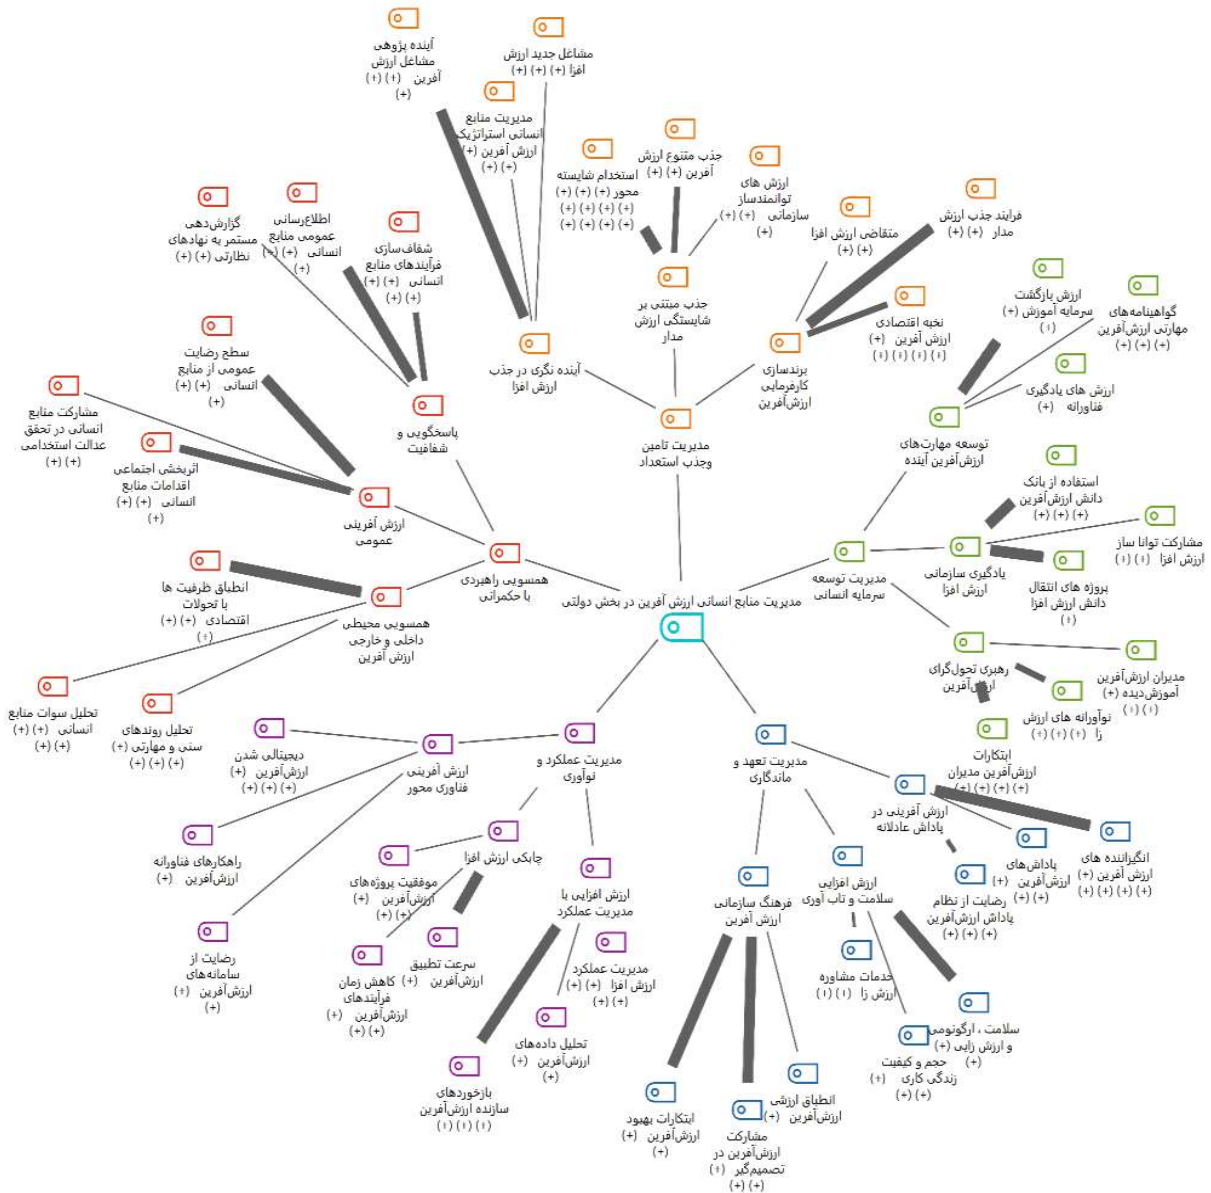 آینده پژوهی
مشاغل ارزش
آفرین (+) (+)
(+)
مشاغل جدید ارزش
افزا (+) (+) (+)
مدیریت منابع
انسانی استراتژیک
ارزش آفرین (+)
(+) (+)
استخدام شایسته
محور (+) (+) (+)
(+) (+) (+) (+)
(+) (+) (+) (+)
جذب متنوع ارزش
آفرین (+) (+)
ارزش های
توانمندساز
سازمانی (+) (+)
(+)
متقاضی ارزش افزا
(+) (+)
فرایند جذب ارزش
مدار (+) (+)
نخبه اقتصادی
ارزش آفرین (+)
(+) (+) (+) (+)
آینده نگری در جذب
ارزش افزا
جذب مبتنی بر
شایستگی ارزش
مدار
برندسازی
کارفرمایی
ارزش‌آفرین
مدیریت تامین
وجذب استعداد
گزارش‌دهی
مستمر به نهادهای
نظارتی (+) (+)
اطلاع‌رسانی
عمومی منابع
انسانی (+) (+)
(+)
شفاف‌سازی
فرآیندهای منابع
انسانی (+) (+)
(+) (+)
پاسخگویی و
شفافیت
سطح رضایت
عمومی از منابع
انسانی (+) (+)
(+)
مشارکت منابع
انسانی در تحقق
عدالت استخدامی
(+) (+)
اثربخشی اجتماعی
اقدامات منابع
انسانی (+) (+)
(+)
ارزش آفرینی
عمومی
همسویی راهبردی
با حکمرانی
انطباق ظرفیت ها
با تحولات
اقتصادی (+) (+)
(+)
همسویی محیطی
داخلی و خارجی
ارزش آفرین
تحلیل سوات منابع
انسانی (+) (+)
(+) (+)
تحلیل روندهای
سنی و مهارتی (+)
(+) (+) (+)
ارزش بازگشت
سرمایه آموزش (+)
(+)
گواهینامه‌های
مهارتی ارزش‌آفرین
(+) (+) (+)
ارزش های یادگیری
فناورانه (+)
توسعه مهارت‌های
ارزش‌آفرین آینده
استفاده از بانک
دانش ارزش‌آفرین
(+) (+) (+)
مشارکت توانا ساز
ارزش افزا (+) (+)
پروژه های انتقال
دانش ارزش افزا
(+)
یادگیری سازمانی
ارزش افزا
مدیریت توسعه
سرمایه انسانی
رهبری تحول‌گرای
ارزش‌آفرین
مدیران ارزش‌آفرین
آموزش‌دیده (+)
(+) (+)
نوآورانه های ارزش
زا (+) (+) (+)
ابتکارات
ارزش‌آفرین مدیران
(+) (+) (+) (+)
مدیریت منابع انسانی ارزش آفرین در بخش دولتی
مدیریت عملکرد و
نوآوری
ارزش آفرینی
فناوری محور
دیجیتالی شدن
ارزش‌آفرین (+)
(+) (+) (+)
راهکارهای فناورانه
ارزش‌آفرین (+)
رضایت از
سامانه‌های
ارزش‌آفرین (+)
(+)
چابکی ارزش افزا
موفقیت پروژه‌های
ارزش‌آفرین (+)
(+) (+)
سرعت تطبیق
ارزش‌آفرین (+)
کاهش زمان
فرآیندهای
ارزش‌آفرین (+)
(+) (+)
ارزش افزایی با
مدیریت عملکرد
مدیریت عملکرد
ارزش افزا (+) (+)
(+) (+)
تحلیل داده‌های
ارزش‌آفرین (+)
(+)
بازخوردهای
سازنده ارزش‌آفرین
(+) (+) (+)
مدیریت تعهد و
ماندگاری
ارزش آفرینی در
پاداش عادلانه
انگیزاننده های
ارزش آفرین (+)
(+) (+) (+) (+)
پاداش‌های
ارزش‌آفرین (+)
(+) (+)
رضایت از نظام
پاداش ارزش‌آفرین
(+) (+) (+)
ارزش افزایی
سلامت و تاب آوری
خدمات مشاوره
ارزش زا (+) (+)
سلامت ، ارگونومی
و ارزش زایی (+)
(+)
حجم و کیفیت
زندگی کاری (+)
(+) (+)
فرهنگ سازمانی
ارزش آفرین
انطباق ارزشی
ارزش‌آفرین (+)
مشارکت
ارزش‌آفرین در
تصمیم‌گیر (+)
(+) (+)
ابتکارات بهبود
ارزش‌آفرین (+)
(+)